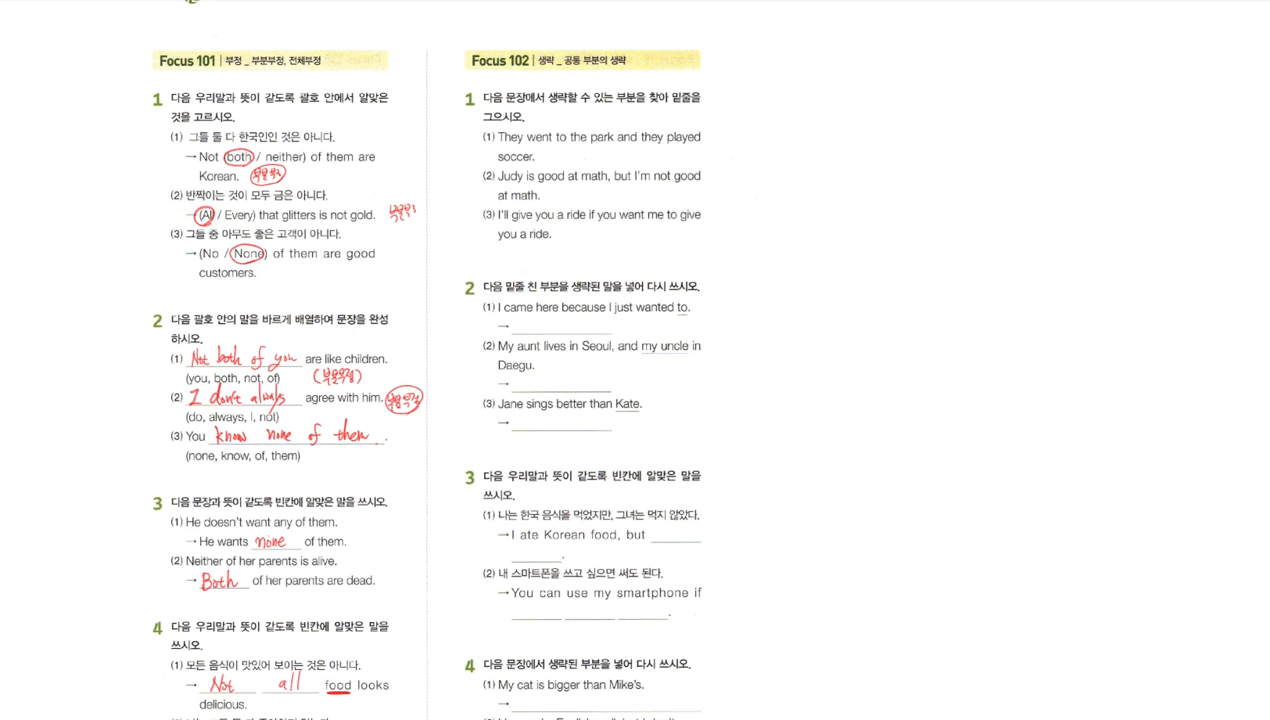 Focus 101 | 부정 _ 부분부정, 전체부정
1 다음 우리말과 뜻이 같도록 괄호 안에서 알맞은
것을 고르시오.
(1) 그들 둘 다 한국인인 것은 아니다.
→ Not (both / neither) of them are
Korean. 부분부정
(2) 반짝이는 것이 모두 금은 아니다.
→ (All / Every) that glitters is not gold. 부분부정
(3) 그들 중 아무도 좋은 고객이 아니다.
→ (No / None) of them are good
customers.
2 다음 괄호 안의 말을 바르게 배열하여 문장을 완성
하시오.
(1) Not both of you are like children.
(you, both, not, of) (부분부정)
(2) I don't always agree with him. 부분부정
(do, always, I, not)
(3) You know none of them.
(none, know, of, them)
3 다음 문장과 뜻이 같도록 빈칸에 알맞은 말을 쓰시오.
(1) He doesn't want any of them.
→ He wants none of them.
(2) Neither of her parents is alive.
→ Both of her parents are dead.
4 다음 우리말과 뜻이 같도록 빈칸에 알맞은 말을
쓰시오.
(1) 모든 음식이 맛있어 보이는 것은 아니다.
→ Not all food looks
delicious.
Focus 102 | 생략 _ 공통 부분의 생략
1 다음 문장에서 생략할 수 있는 부분을 찾아 밑줄을
그으시오.
(1) They went to the park and they played
soccer.
(2) Judy is good at math, but I'm not good
at math.
(3) I'll give you a ride if you want me to give
you a ride.
2 다음 밑줄 친 부분을 생략된 말을 넣어 다시 쓰시오.
(1) I came here because I just wanted to.
→
(2) My aunt lives in Seoul, and my uncle in
Daegu.
→
(3) Jane sings better than Kate.
→
3 다음 우리말과 뜻이 같도록 빈칸에 알맞은 말을
쓰시오.
(1) 나는 한국 음식을 먹었지만, 그녀는 먹지 않았다.
→ I ate Korean food, but ______
______.
(2) 내 스마트폰을 쓰고 싶으면 써도 된다.
→ You can use my smartphone if
______ ______ ______.
4 다음 문장에서 생략된 부분을 넣어 다시 쓰시오.
(1) My cat is bigger than Mike's.
→